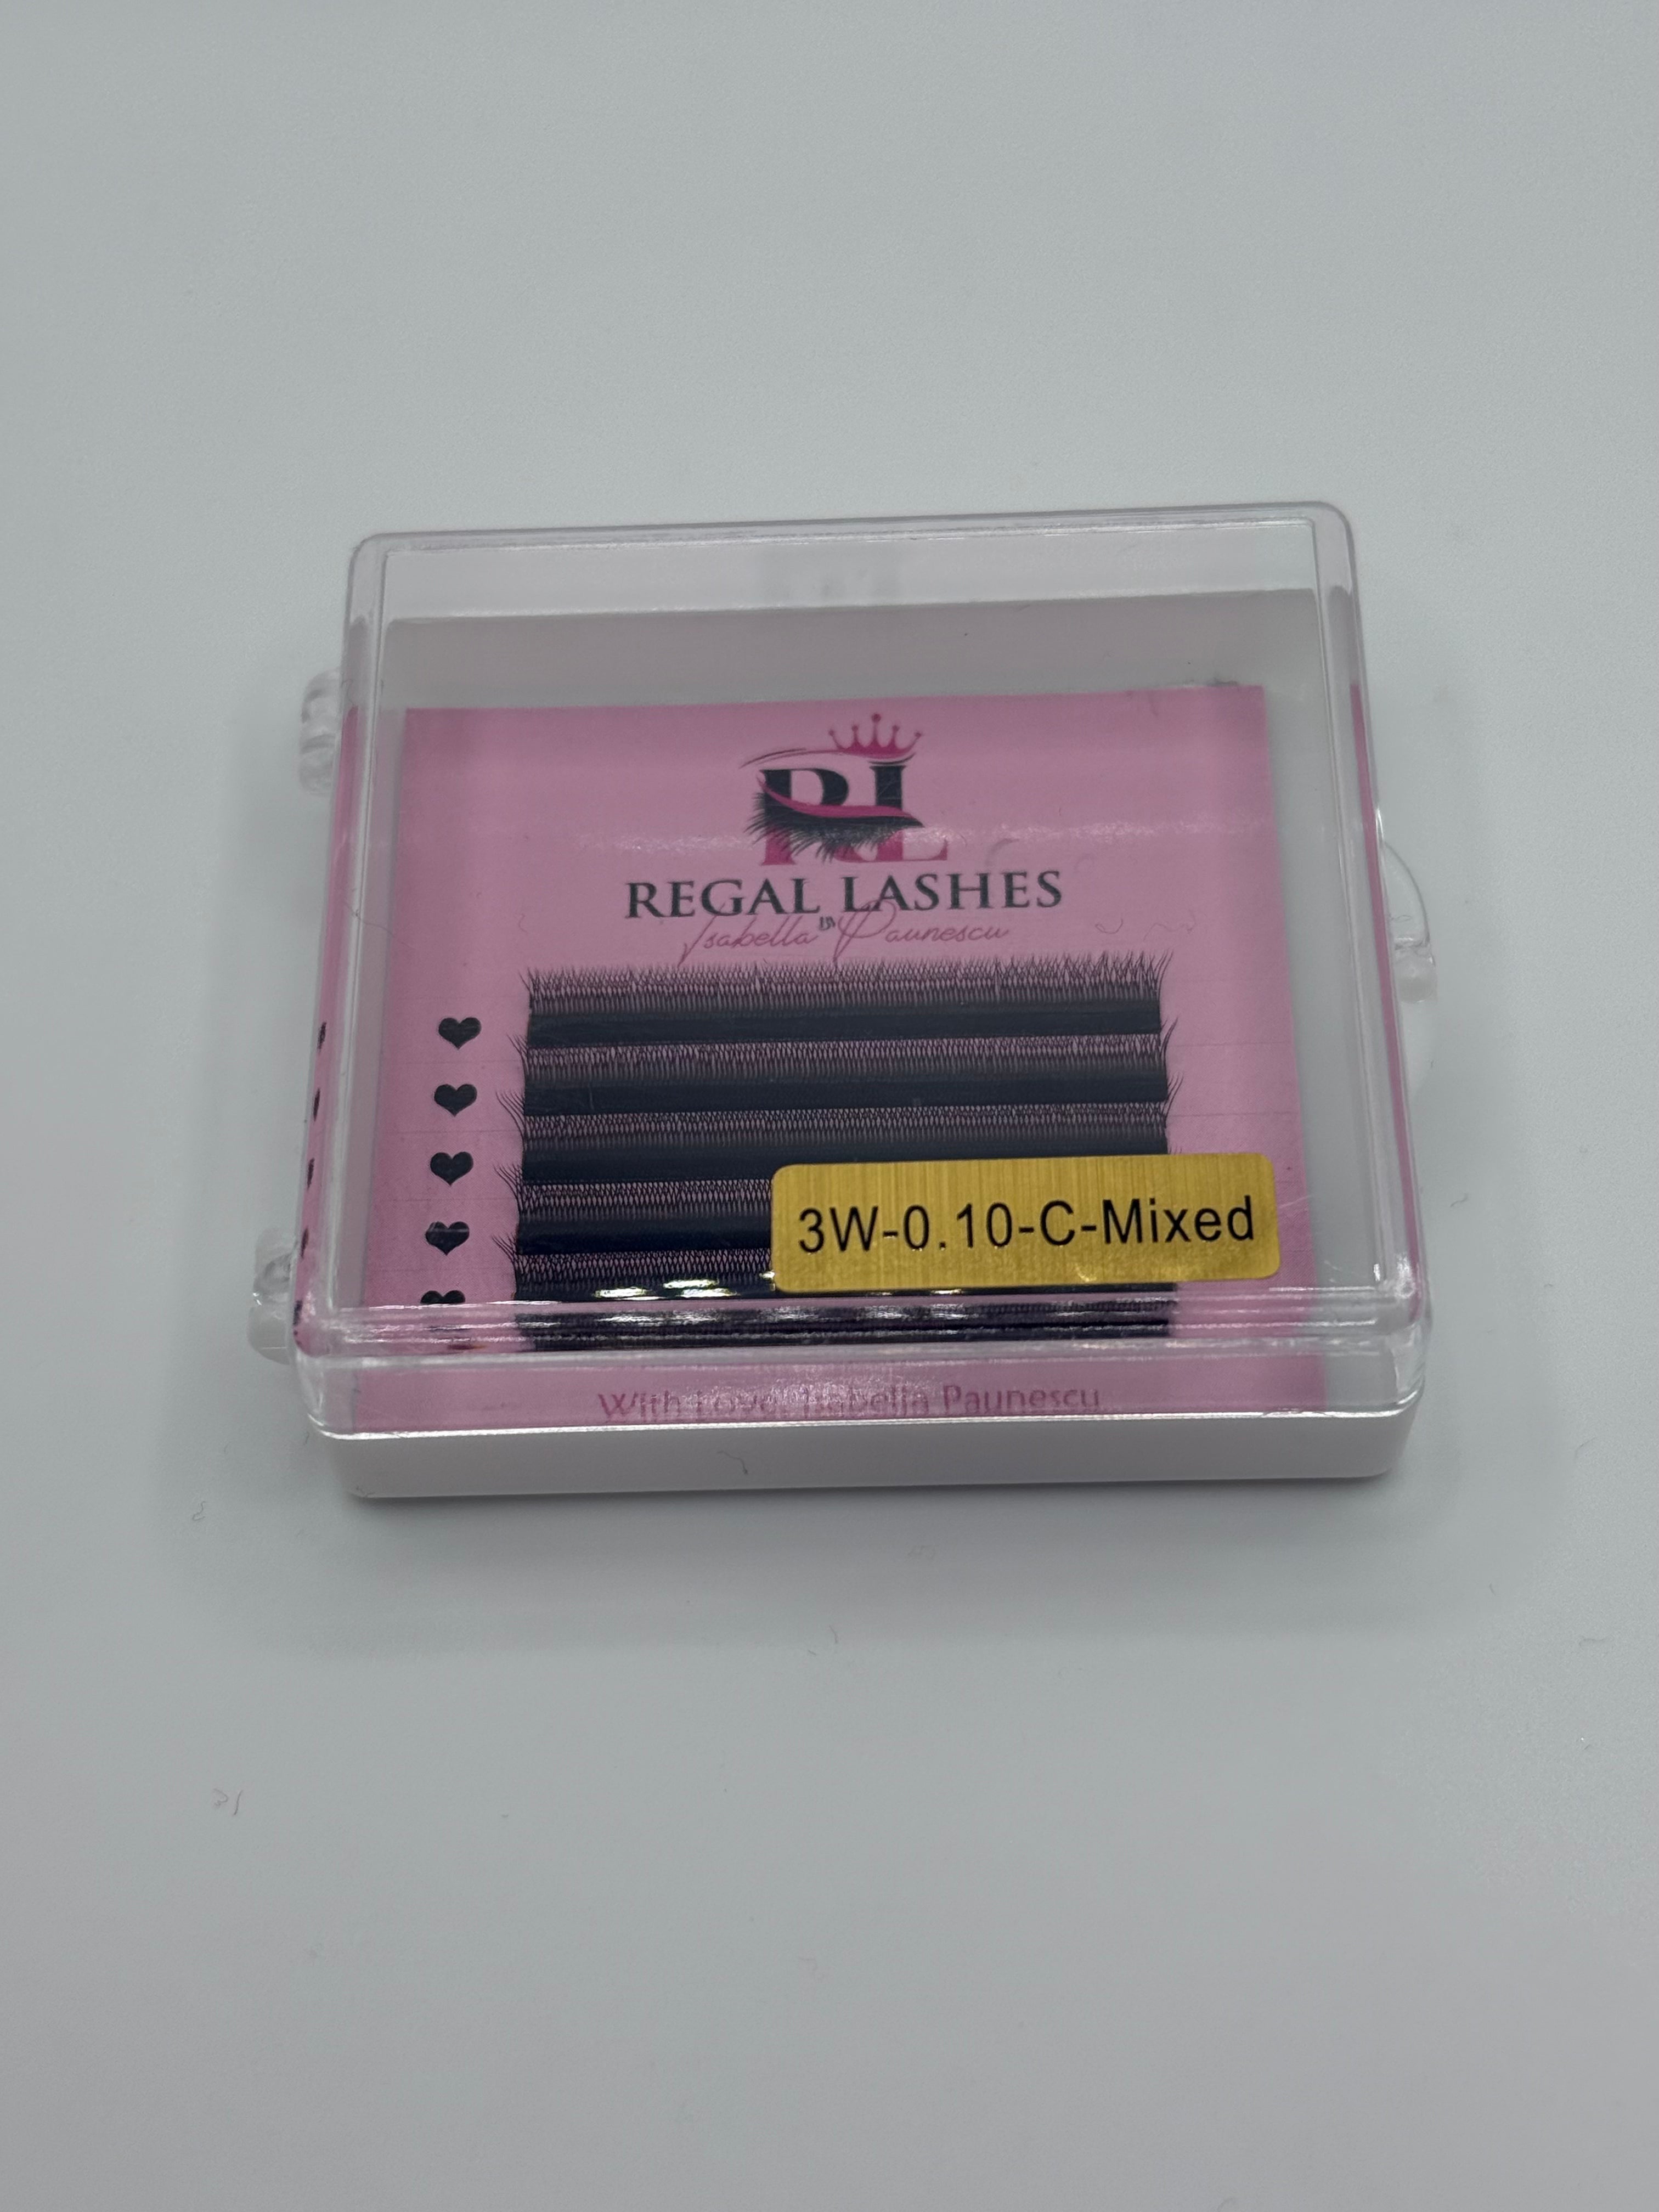 RL
REGAL LASHES
BY
Isabella Paunescu
3W-0.10-C-Mixed
With Love, Isabella Paunescu